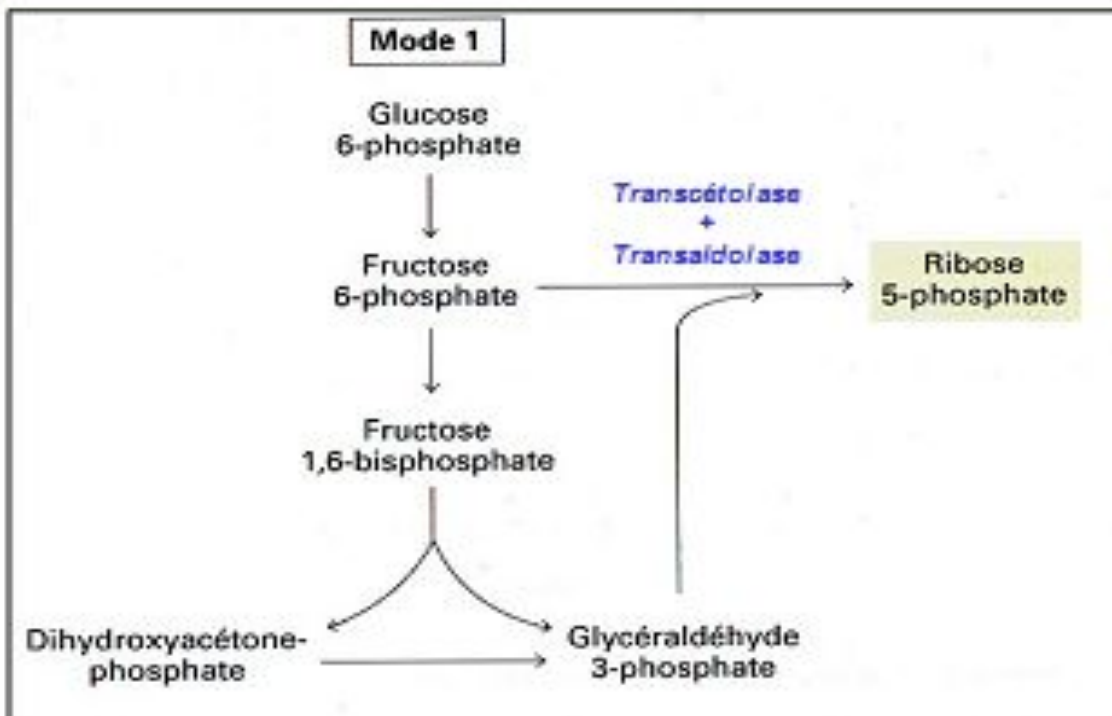 Mode 1
Glucose
6-phosphate
Transcétolase
+
Transaldolase
Fructose
6-phosphate
Ribose
5-phosphate
Fructose
1,6-bisphosphate
Dihydroxyacétone-
phosphate
Glycéraldéhyde
3-phosphate